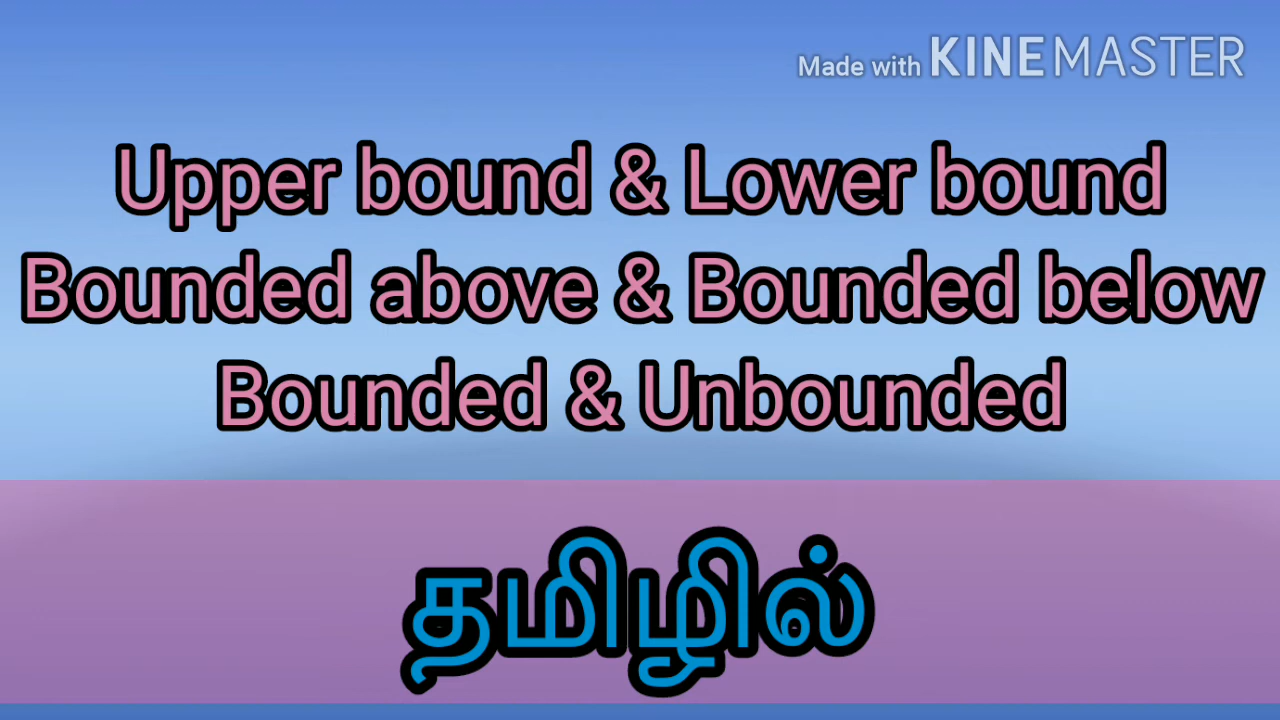 Made with KINEMASTER
Upper bound & Lower bound
Bounded above & Bounded below
Bounded & Unbounded
தமிழில்